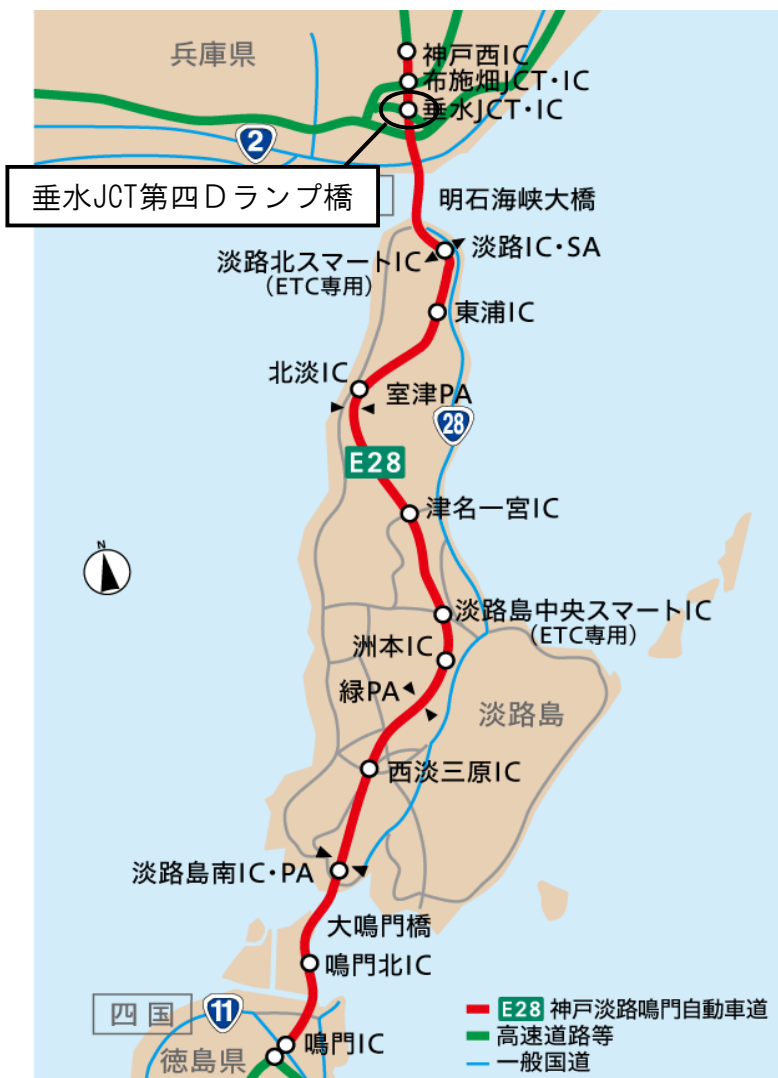 兵庫県
神戸西IC
布施畑JCT・IC
垂水JCT・IC
2
垂水JCT第四Dランプ橋
明石海峡大橋
淡路IC・SA
淡路北スマートIC
(ETC専用)
東浦IC
北淡IC
室津PA
28
E28
津名一宮IC
N
淡路島中央スマートIC
(ETC専用)
洲本IC
緑PA
淡路島
西淡三原IC
淡路島南IC・PA
大鳴門橋
鳴門北IC
四国
11
鳴門IC
徳島県
E28 神戸淡路鳴門自動車道
高速道路等
一般国道